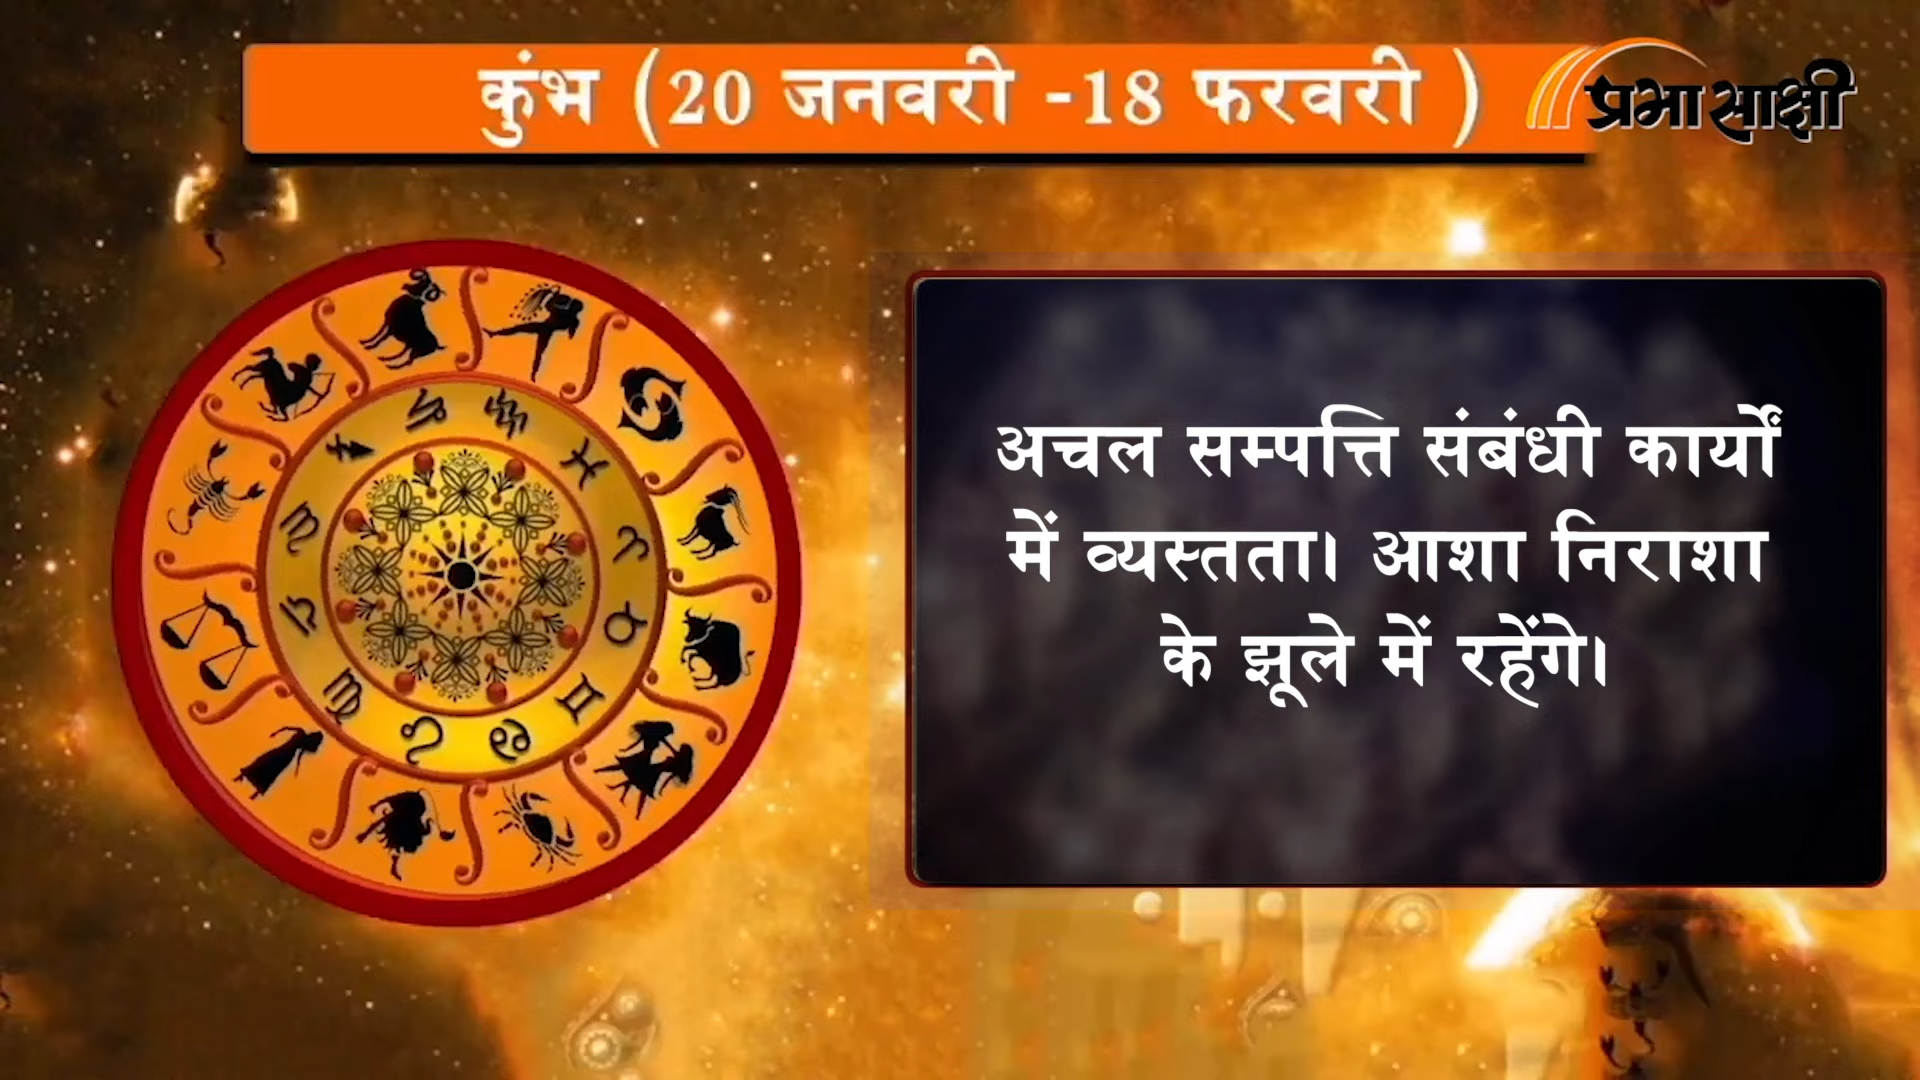 कुंभ (20 जनवरी -18 फरवरी )
प्रभासाक्षी
अचल सम्पत्ति संबंधी कार्यों
में व्यस्तता। आशा निराशा
के झूले में रहेंगे।